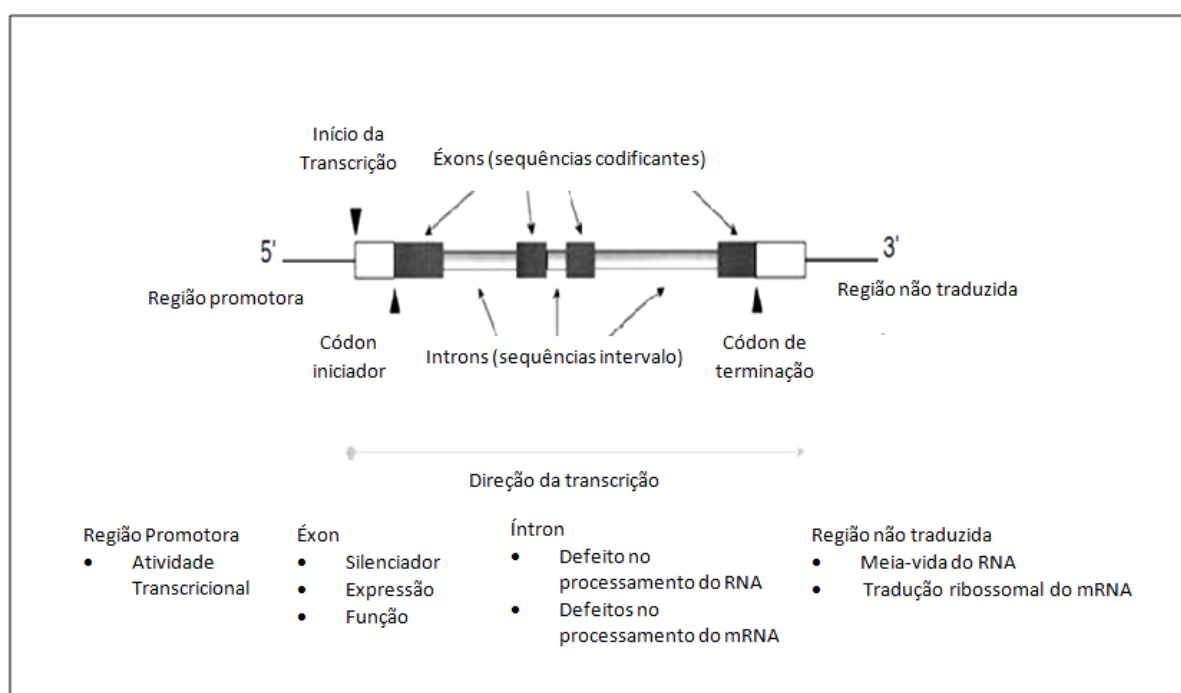 Início da
Transcrição
Éxons (sequências codificantes)
5'
3'
Região promotora
Região não traduzida
Códon
iniciador
Introns (sequências intervalo)
Códon de
terminação
Direção da transcrição
Região Promotora
• Atividade
Transcricional
Éxon
• Silenciador
• Expressão
• Função
Íntron
• Defeito no
processamento do RNA
• Defeitos no
processamento do mRNA
Região não traduzida
• Meia-vida do RNA
• Tradução ribossomal do mRNA